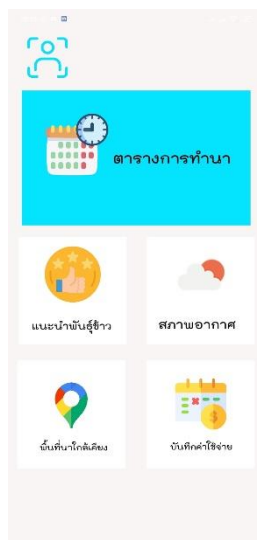 ตารางการทำนา
แนะนำพันธุ์ข้าว
สภาพอากาศ
พื้นที่นาใกล้เคียง
บันทึกค่าใช้จ่าย